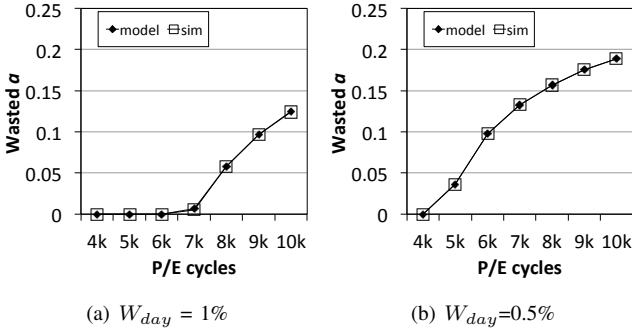 0.25
0.2
0.15
0.1
0.05
0
Wasted a
model sim
4k 5k 6k 7k 8k 9k 10k
P/E cycles
(a) W_day = 1%
0.25
0.2
0.15
0.1
0.05
0
Wasted a
model sim
4k 5k 6k 7k 8k 9k 10k
P/E cycles
(b) W_day=0.5%